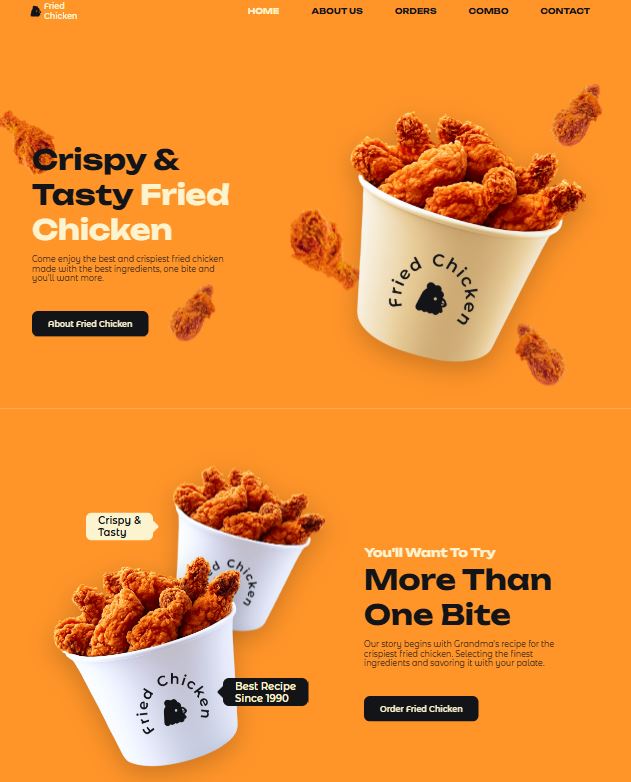 Fried
Chicken
HOME
ABOUT US
ORDERS
COMBO
CONTACT
Crispy &
Tasty Fried
Chicken
Come enjoy the best and crispiest fried chicken
made with the best ingredients, one bite and
you'll want more.
About Fried Chicken
Fried Chicken
Crispy &
Tasty
d Chicken
Fried Chicken
Best Recipe
Since 1990
You'll Want To Try
More Than
One Bite
Our story begins with Grandma's recipe for the
crispiest fried chicken. Selecting the finest
ingredients and savoring it with your palate.
Order Fried Chicken